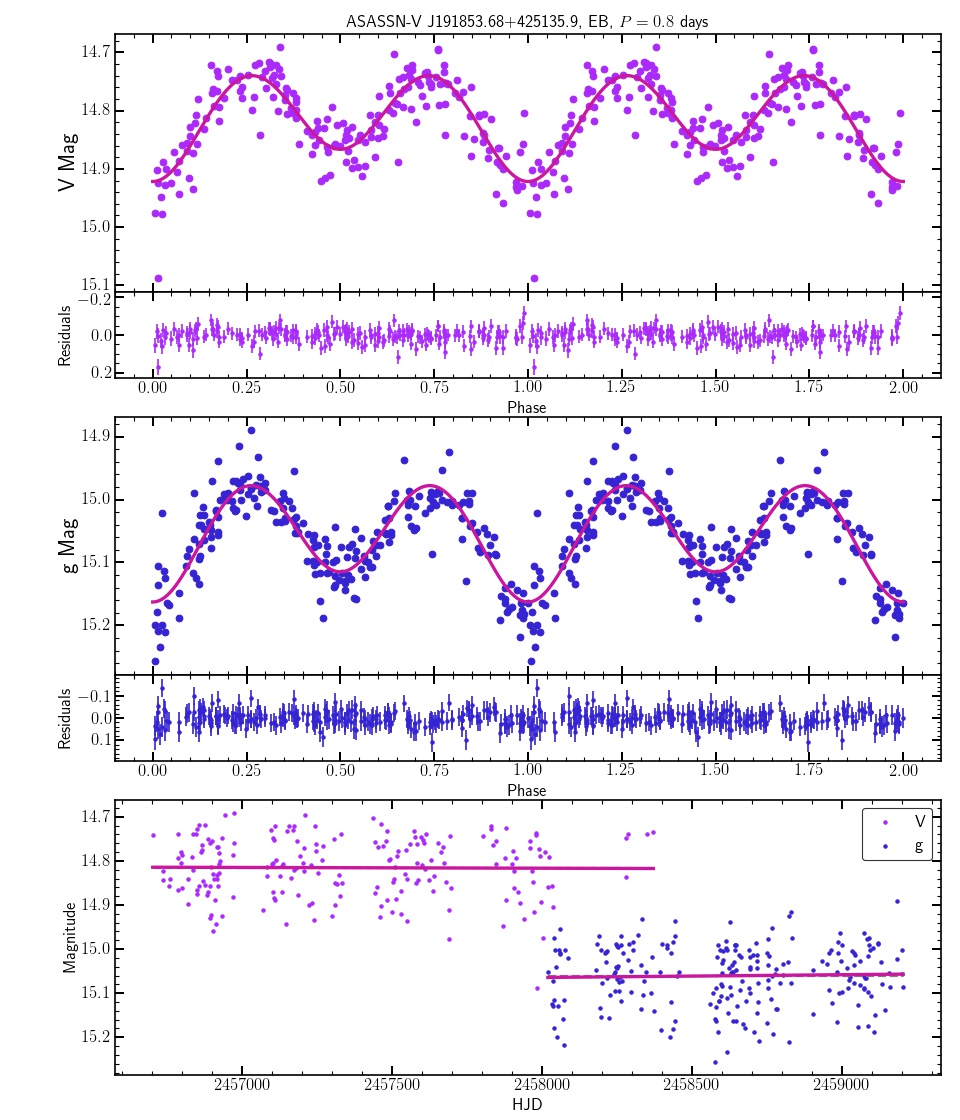 ASASSN-V J191853.68+425135.9, EB, P = 0.8 days
14.7
14.8
14.9
15.0
15.1
V Mag
−0.2
0.0
0.2
Residuals
0.00 0.25 0.50 0.75 1.00 1.25 1.50 1.75 2.00
Phase
14.9
15.0
15.1
15.2
g Mag
−0.1
0.0
0.1
Residuals
0.00 0.25 0.50 0.75 1.00 1.25 1.50 1.75 2.00
Phase
14.7
14.8
14.9
15.0
15.1
15.2
Magnitude
V
g
2457000 2457500 2458000 2458500 2459000
HJD